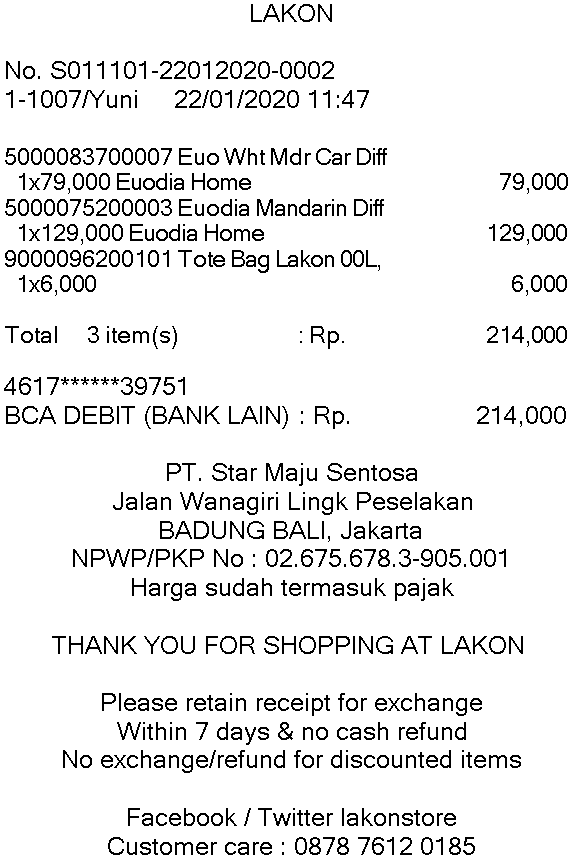 LAKON
No. S011101-22012020-0002
1-1007/Yuni 22/01/2020 11:47
5000083700007 Euo Wht Mdr Car Diff
1x79,000 Euodia Home 79,000
5000075200003 Euodia Mandarin Diff
1x129,000 Euodia Home 129,000
9000096200101 Tote Bag Lakon 00L,
1x6,000 6,000
Total 3 item(s) : Rp. 214,000
4617******39751
BCA DEBIT (BANK LAIN) : Rp. 214,000
PT. Star Maju Sentosa
Jalan Wanagiri Lingk Peselakan
BADUNG BALI, Jakarta
NPWP/PKP No : 02.675.678.3-905.001
Harga sudah termasuk pajak
THANK YOU FOR SHOPPING AT LAKON
Please retain receipt for exchange
Within 7 days & no cash refund
No exchange/refund for discounted items
Facebook / Twitter lakonstore
Customer care : 0878 7612 0185